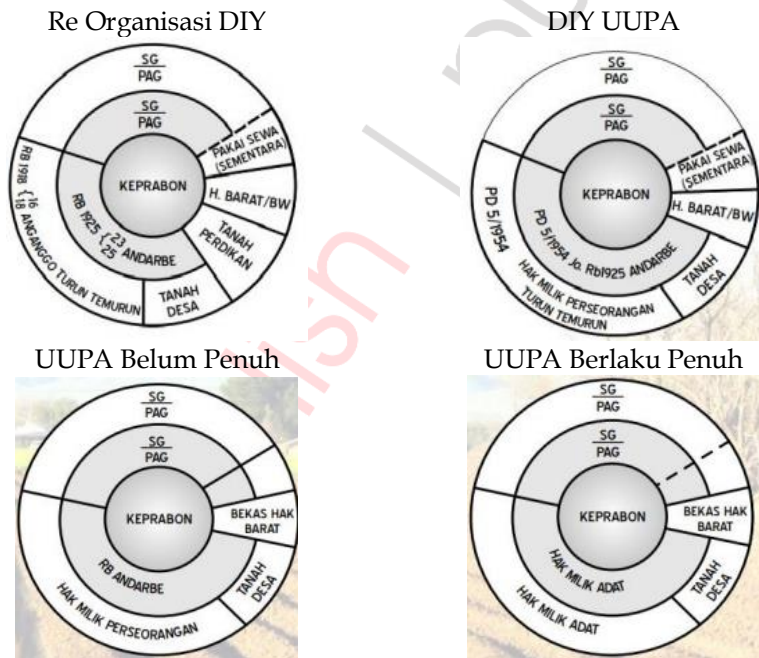 Re Organisasi DIY
SG
PAG
SG
PAG
PAKAI SEWA
(SEMENTARA)
KEPRABON
H. BARAT/BW
TANAH
PERDIKAN
RB 1918 { 16
18 ANGANGGO TURUN TEMURUN
RB 1925 { 23
25 ANDARBE
TANAH
DESA
DIY UUPA
SG
PAG
SG
PAG
PAKAI SEWA
(SEMENTARA)
KEPRABON
H. BARAT/BW
PD 5/1954
PD 5/1954 Jo. Rb1925 ANDARBE
HAK MILIK PERSEORANGAN
TURUN TEMURUN
TANAH
DESA
UUPA Belum Penuh
SG
PAG
SG
PAG
KEPRABON
BEKAS HAK
BARAT
RB ANDARBE
TANAH
DESA
HAK MILIK PERSEORANGAN
UUPA Berlaku Penuh
SG
PAG
SG
PAG
KEPRABON
BEKAS HAK
BARAT
HAK MILIK ADAT
TANAH
DESA
HAK MILIK ADAT